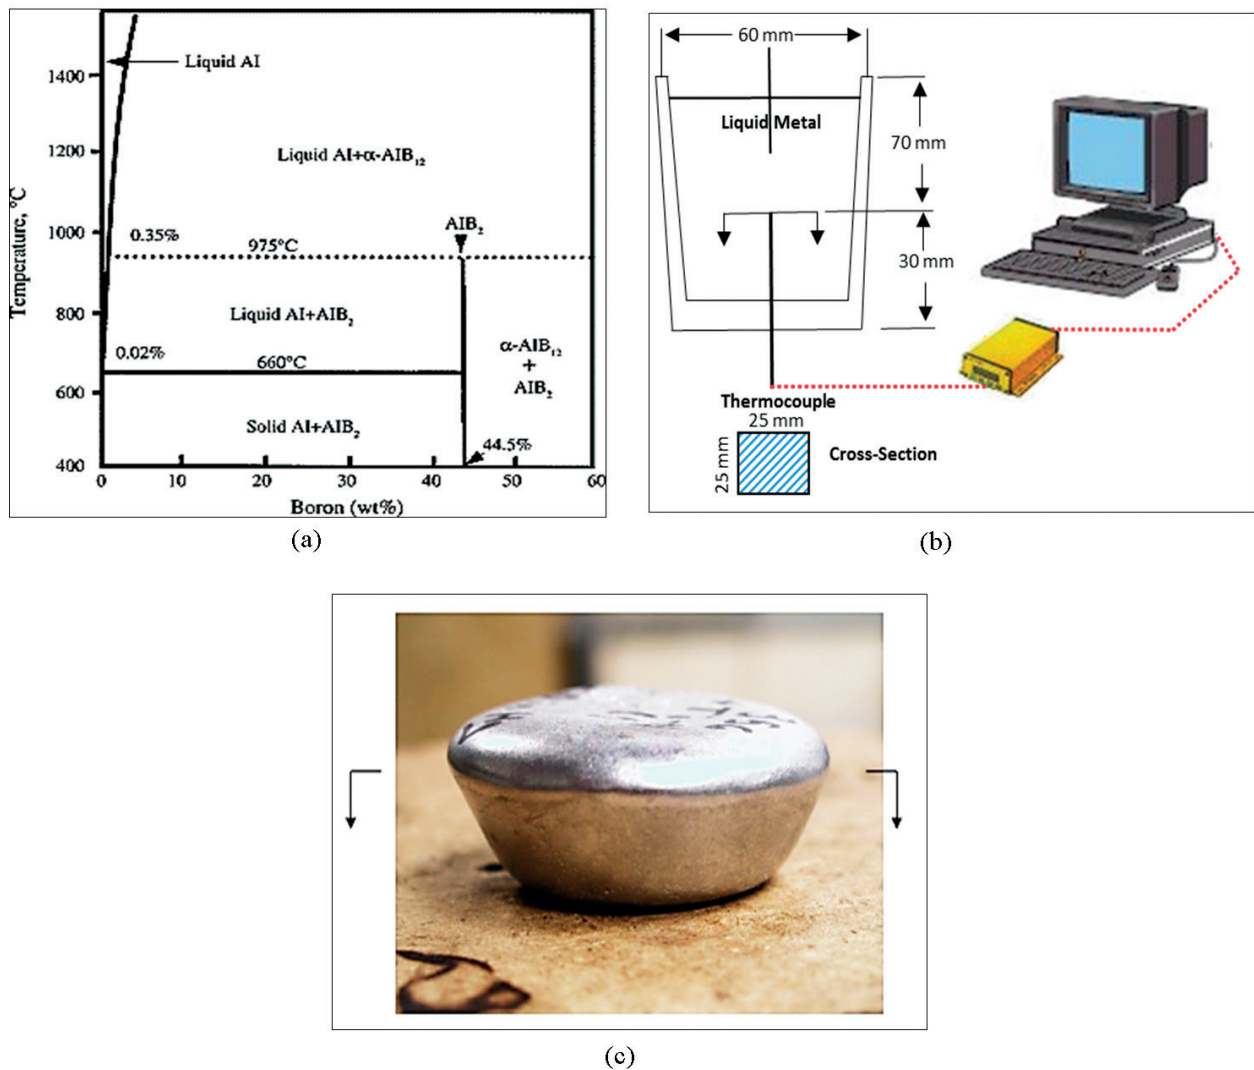 1400
1200
1000
800
600
400
Temperature, °C
Liquid Al
Liquid Al+α-AlB12
AlB2
0.35%
975°C
Liquid Al+AlB2
α-AlB12
+
AlB2
0.02%
660°C
Solid Al+AlB2
44.5%
0 10 20 30 40 50 60
Boron (wt%)
(a)
60 mm
Liquid Metal
70 mm
30 mm
Thermocouple
25 mm
25 mm
Cross-Section
(b)
(c)